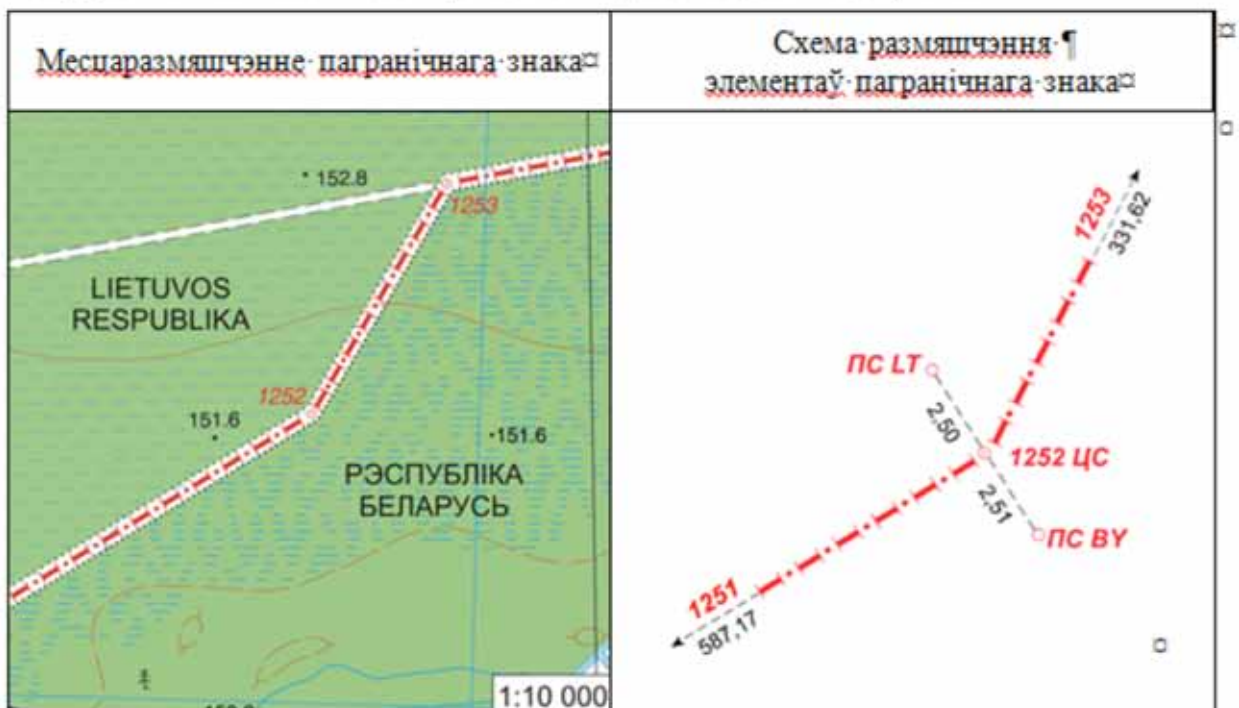 Месцаразмяшчэнне·пагранічнага·знака¤
Схема·размяшчэння·¶
элементаў·пагранічнага·знака¤
¤
¤
152.8
1253
LIETUVOS
RESPUBLIKA
1252
151.6
151.6
РЭСПУБЛІКА
БЕЛАРУСЬ
1:10 000
1253
331,62
ПС LT
2,50
1252 ЦС
2,51
ПС BY
1251
587,17
¤